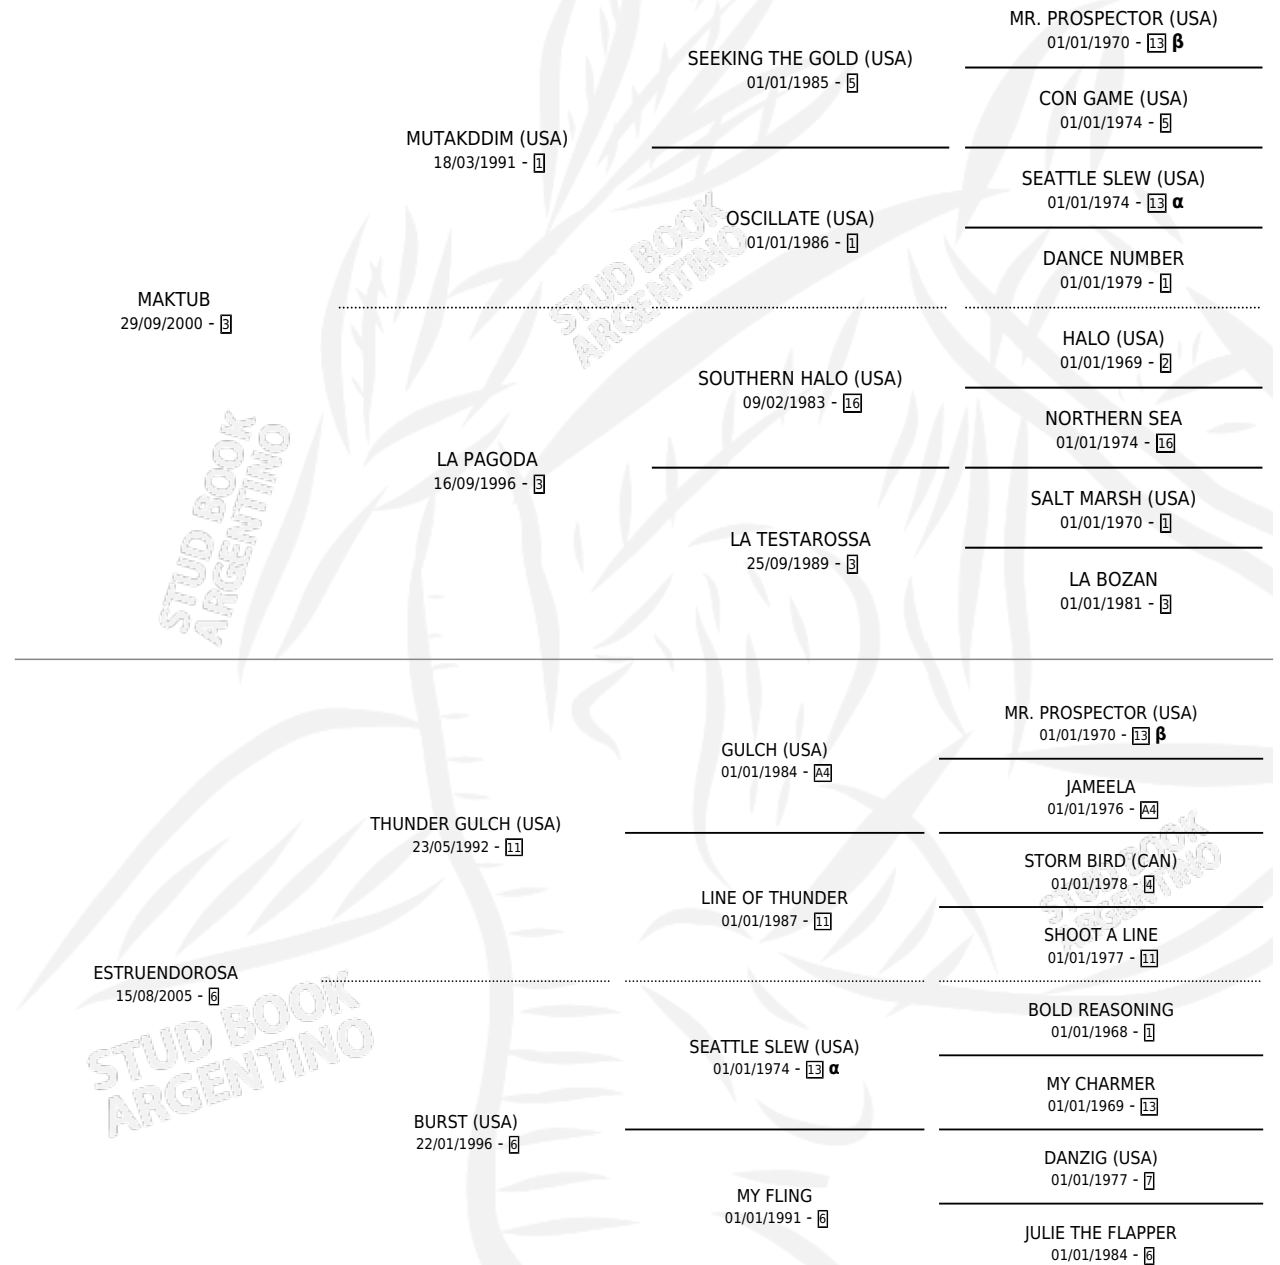 MAKTUB
29/09/2000 - 3
MUTAKDDIM (USA)
18/03/1991 - 1
SEEKING THE GOLD (USA)
01/01/1985 - 5
MR. PROSPECTOR (USA)
01/01/1970 - 13 β
CON GAME (USA)
01/01/1974 - 5
OSCILLATE (USA)
01/01/1986 - 1
SEATTLE SLEW (USA)
01/01/1974 - 13 α
DANCE NUMBER
01/01/1979 - 1
LA PAGODA
16/09/1996 - 3
SOUTHERN HALO (USA)
09/02/1983 - 16
HALO (USA)
01/01/1969 - 2
NORTHERN SEA
01/01/1974 - 16
LA TESTAROSSA
25/09/1989 - 3
SALT MARSH (USA)
01/01/1970 - 1
LA BOZAN
01/01/1981 - 3
ESTRUENDOROSA
15/08/2005 - 6
THUNDER GULCH (USA)
23/05/1992 - 11
GULCH (USA)
01/01/1984 - A4
MR. PROSPECTOR (USA)
01/01/1970 - 13 β
JAMEELA
01/01/1976 - A4
LINE OF THUNDER
01/01/1987 - 11
STORM BIRD (CAN)
01/01/1978 - 4
SHOOT A LINE
01/01/1977 - 11
BURST (USA)
22/01/1996 - 6
SEATTLE SLEW (USA)
01/01/1974 - 13 α
BOLD REASONING
01/01/1968 - 1
MY CHARMER
01/01/1969 - 13
MY FLING
01/01/1991 - 6
DANZIG (USA)
01/01/1977 - 7
JULIE THE FLAPPER
01/01/1984 - 6
STUD BOOK
ARGENTINO
STUD BOOK
ARGENTINO
STUD BOOK
ARGENTINO
STUD BOOK
ARGENTINO